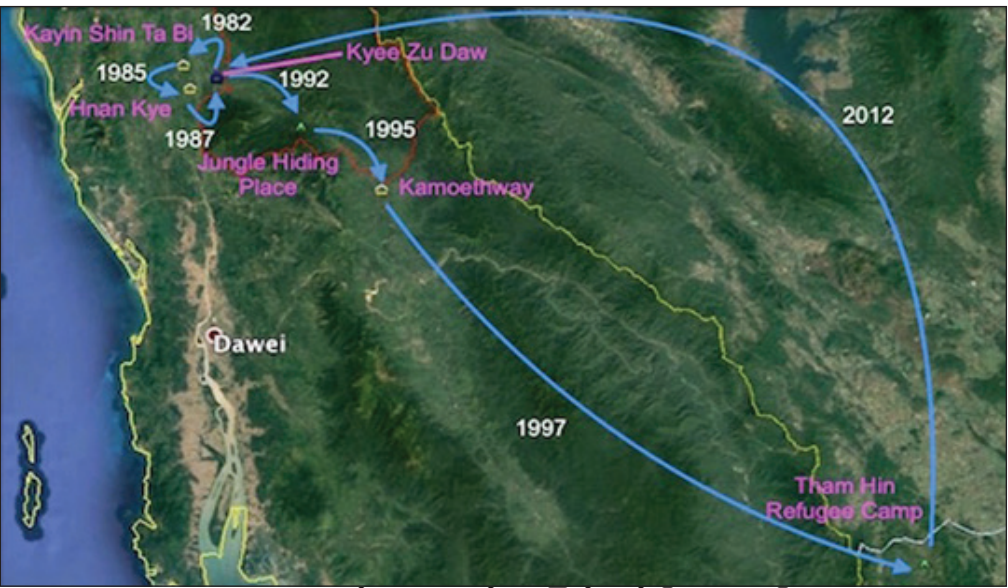 1982
Kayin Shin Ta Bi
Kyee Zu Daw
1985
1992
Hnan Kye
2012
1987
1995
Jungle Hiding
Place
Kamoethway
Dawei
1997
Tham Hin
Refugee Camp